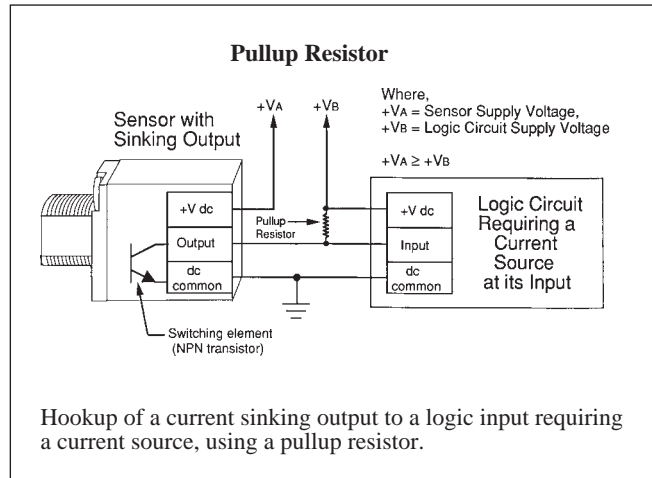 Pullup Resistor
Sensor with
Sinking Output
+VA
+VB
Where,
+VA = Sensor Supply Voltage,
+VB = Logic Circuit Supply Voltage
+VA ≥ +VB
+V dc
Output
dc
common
Pullup
Resistor
+V dc
Input
dc
common
Logic Circuit
Requiring a
Current
Source
at its Input
Switching element
(NPN transistor)
Hookup of a current sinking output to a logic input requiring
a current source, using a pullup resistor.